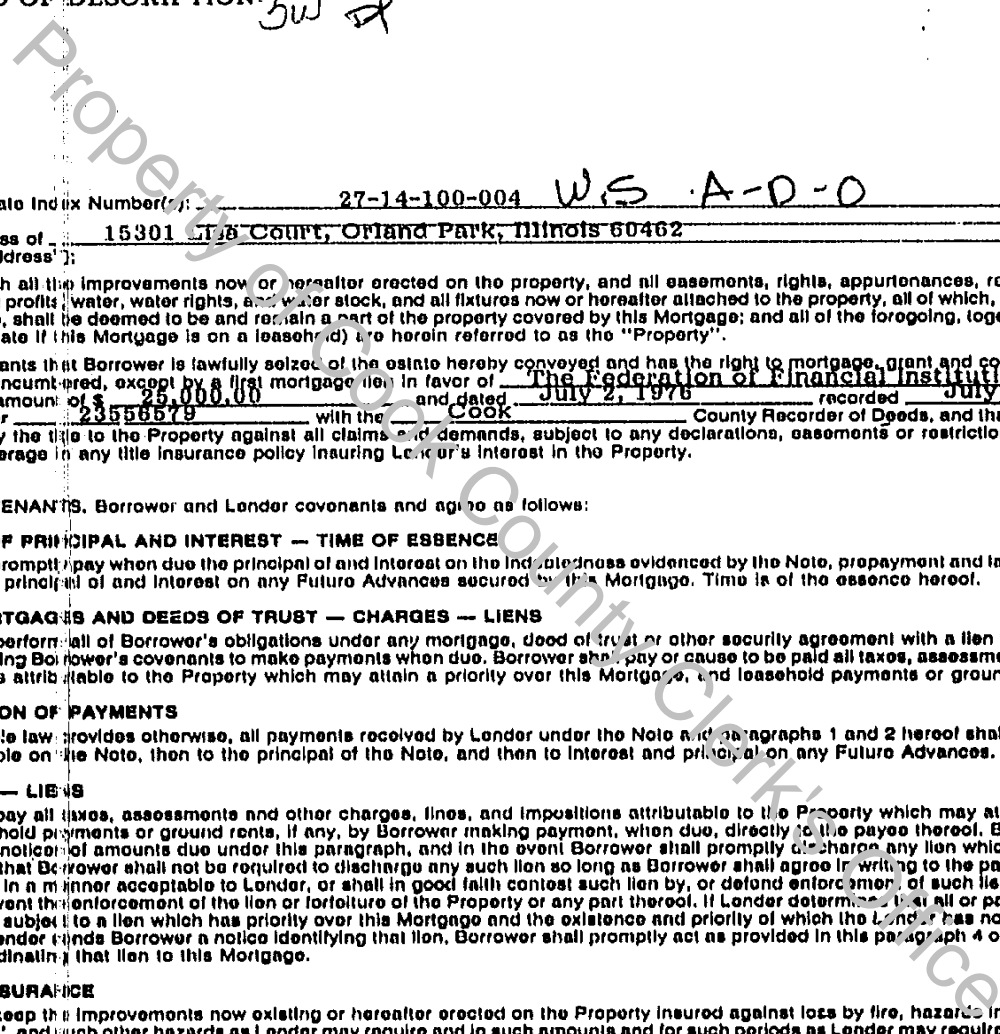 OF DESCRIPTION.
SW
ate Index Number(s): 27-14-100-004 W.S A-D-O
ss of 15301 Court, Orland Park, Illinois 60462
ddress");
h all the improvements now or hereafter erected on the property, and all easements, rights, appurtenances, ro
profits, water, water rights, and water stock, and all fixtures now or hereafter attached to the property, all of which,
, shall be deemed to be and remain a part of the property covered by this Mortgage; and all of the foregoing, toge
ate if this Mortgage is on a leasehold) are herein referred to as the "Property".
ants that Borrower is lawfully seized of the estate hereby conveyed and has the right to mortgage, grant and co
ncumbered, except by a first mortgage lien in favor of The Federation of Financial Instituti
amount of $ 25,000.00 and dated July 2, 1976 recorded July
r 23556579 with the Cook County Recorder of Deeds, and tha
y the title to the Property against all claims and demands, subject to any declarations, easements or restrictio
erage in any title insurance policy insuring Lender's interest in the Property.
ENANTS. Borrower and Lender covenants and agree as follows:
F PRINCIPAL AND INTEREST — TIME OF ESSENCE
romptly pay when due the principal of and interest on the indebtedness evidenced by the Note, prepayment and la
principal of and interest on any Future Advances secured by this Mortgage. Time is of the essence hereof.
TGAGES AND DEEDS OF TRUST — CHARGES — LIENS
perform all of Borrower's obligations under any mortgage, deed of trust or other security agreement with a lien
ing Borrower's covenants to make payments when due. Borrower shall pay or cause to be paid all taxes, assessme
s attributable to the Property which may attain a priority over this Mortgage, and leasehold payments or groun
ON OF PAYMENTS
le law provides otherwise, all payments received by Lender under the Note and paragraphs 1 and 2 hereof shal
ble on the Note, then to the principal of the Note, and then to interest and principal on any Future Advances.
— LIENS
pay all taxes, assessments and other charges, fines, and impositions attributable to the Property which may at
hold payments or ground rents, if any, by Borrower making payment, when due, directly to the payee thereof. B
notices of amounts due under this paragraph, and in the event Borrower shall promptly discharge any lien whic
that Borrower shall not be required to discharge any such lien so long as Borrower shall agree in writing to the pa
in a manner acceptable to Lender, or shall in good faith contest such lien by, or defend enforcement of such lie
vent the enforcement of the lien or forfeiture of the Property or any part thereof. If Lender determines that all or pa
subject to a lien which has priority over this Mortgage and the existence and priority of which the Lender has no
ender sends Borrower a notice identifying that lien, Borrower shall promptly act as provided in this paragraph 4 o
dinating that lien to this Mortgage.
SURANCE
eep the improvements now existing or hereafter erected on the Property insured against loss by fire, hazards in
", and such other hazards as Lender may require and in such amounts and for such periods as Lender may requir
Property of Cook County Clerk's Office